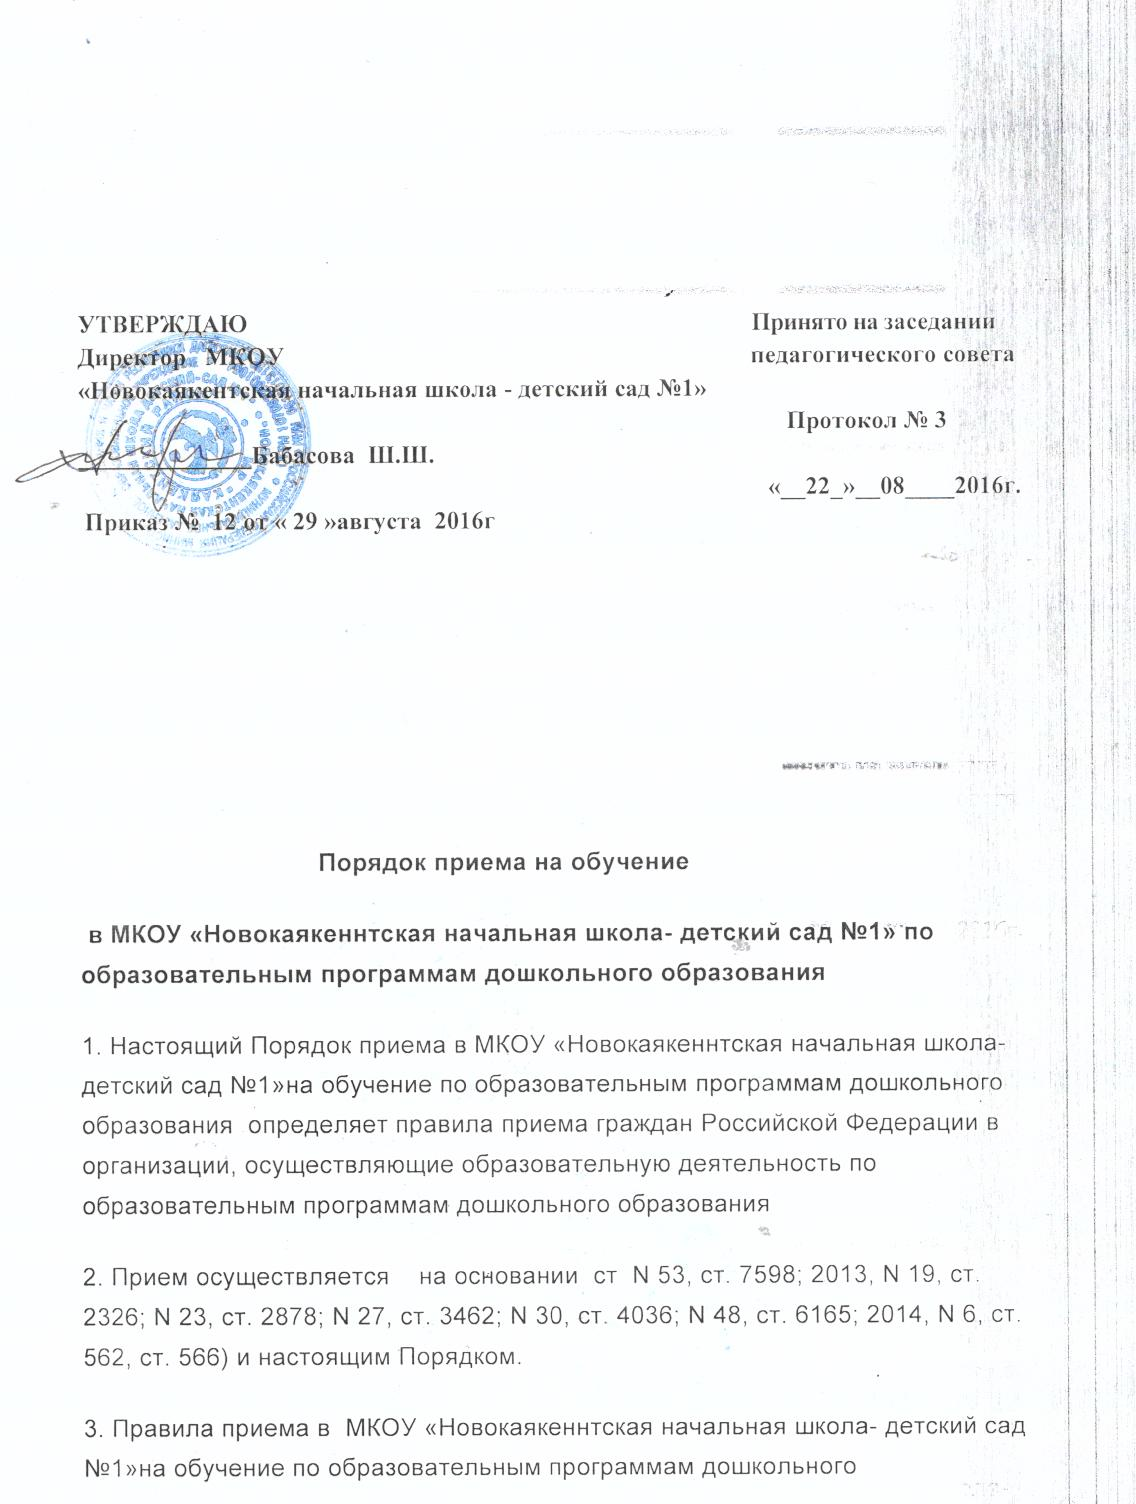 УТВЕРЖДАЮ
Директор МКОУ
«Новокаякентская начальная школа - детский сад №1»
_____________Бабасова Ш.Ш.
Приказ № 12 от « 29 »августа 2016г
Принято на заседании
педагогического совета
Протокол № 3
«__22_»__08____2016г.
Порядок приема на обучение
в МКОУ «Новокаякеннтская начальная школа- детский сад №1» по
образовательным программам дошкольного образования
1. Настоящий Порядок приема в МКОУ «Новокаякеннтская начальная школа-
детский сад №1»на обучение по образовательным программам дошкольного
образования определяет правила приема граждан Российской Федерации в
организации, осуществляющие образовательную деятельность по
образовательным программам дошкольного образования
2. Прием осуществляется на основании ст N 53, ст. 7598; 2013, N 19, ст.
2326; N 23, ст. 2878; N 27, ст. 3462; N 30, ст. 4036; N 48, ст. 6165; 2014, N 6, ст.
562, ст. 566) и настоящим Порядком.
3. Правила приема в МКОУ «Новокаякеннтская начальная школа- детский сад
№1»на обучение по образовательным программам дошкольного